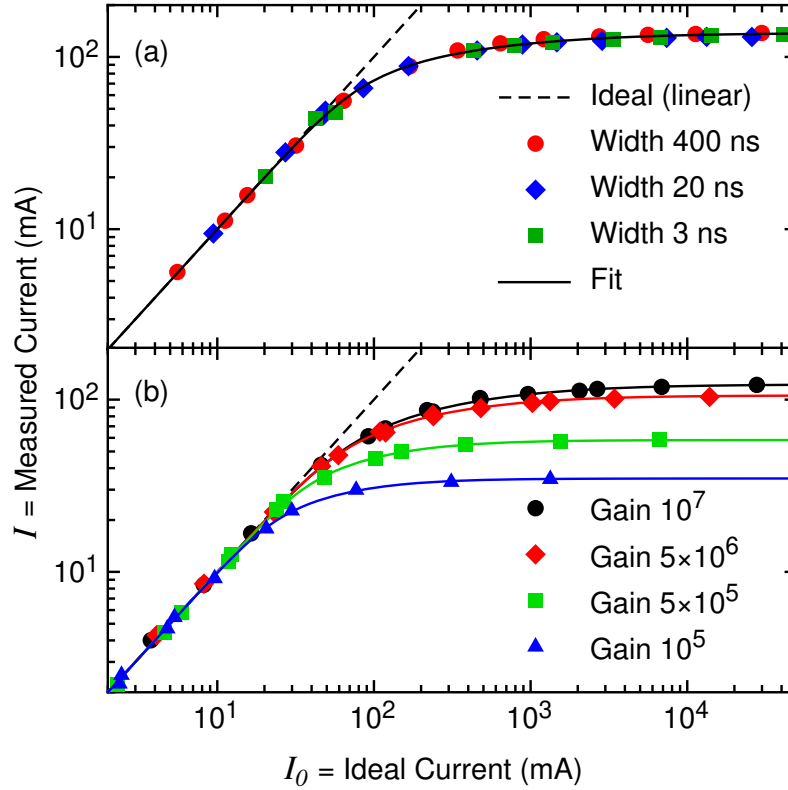 (a)
10²
10¹
Ideal (linear)
Width 400 ns
Width 20 ns
Width 3 ns
Fit
(b)
10²
10¹
Gain 10⁷
Gain 5×10⁶
Gain 5×10⁵
Gain 10⁵
10¹ 10² 10³ 10⁴
I = Measured Current (mA)
I₀ = Ideal Current (mA)